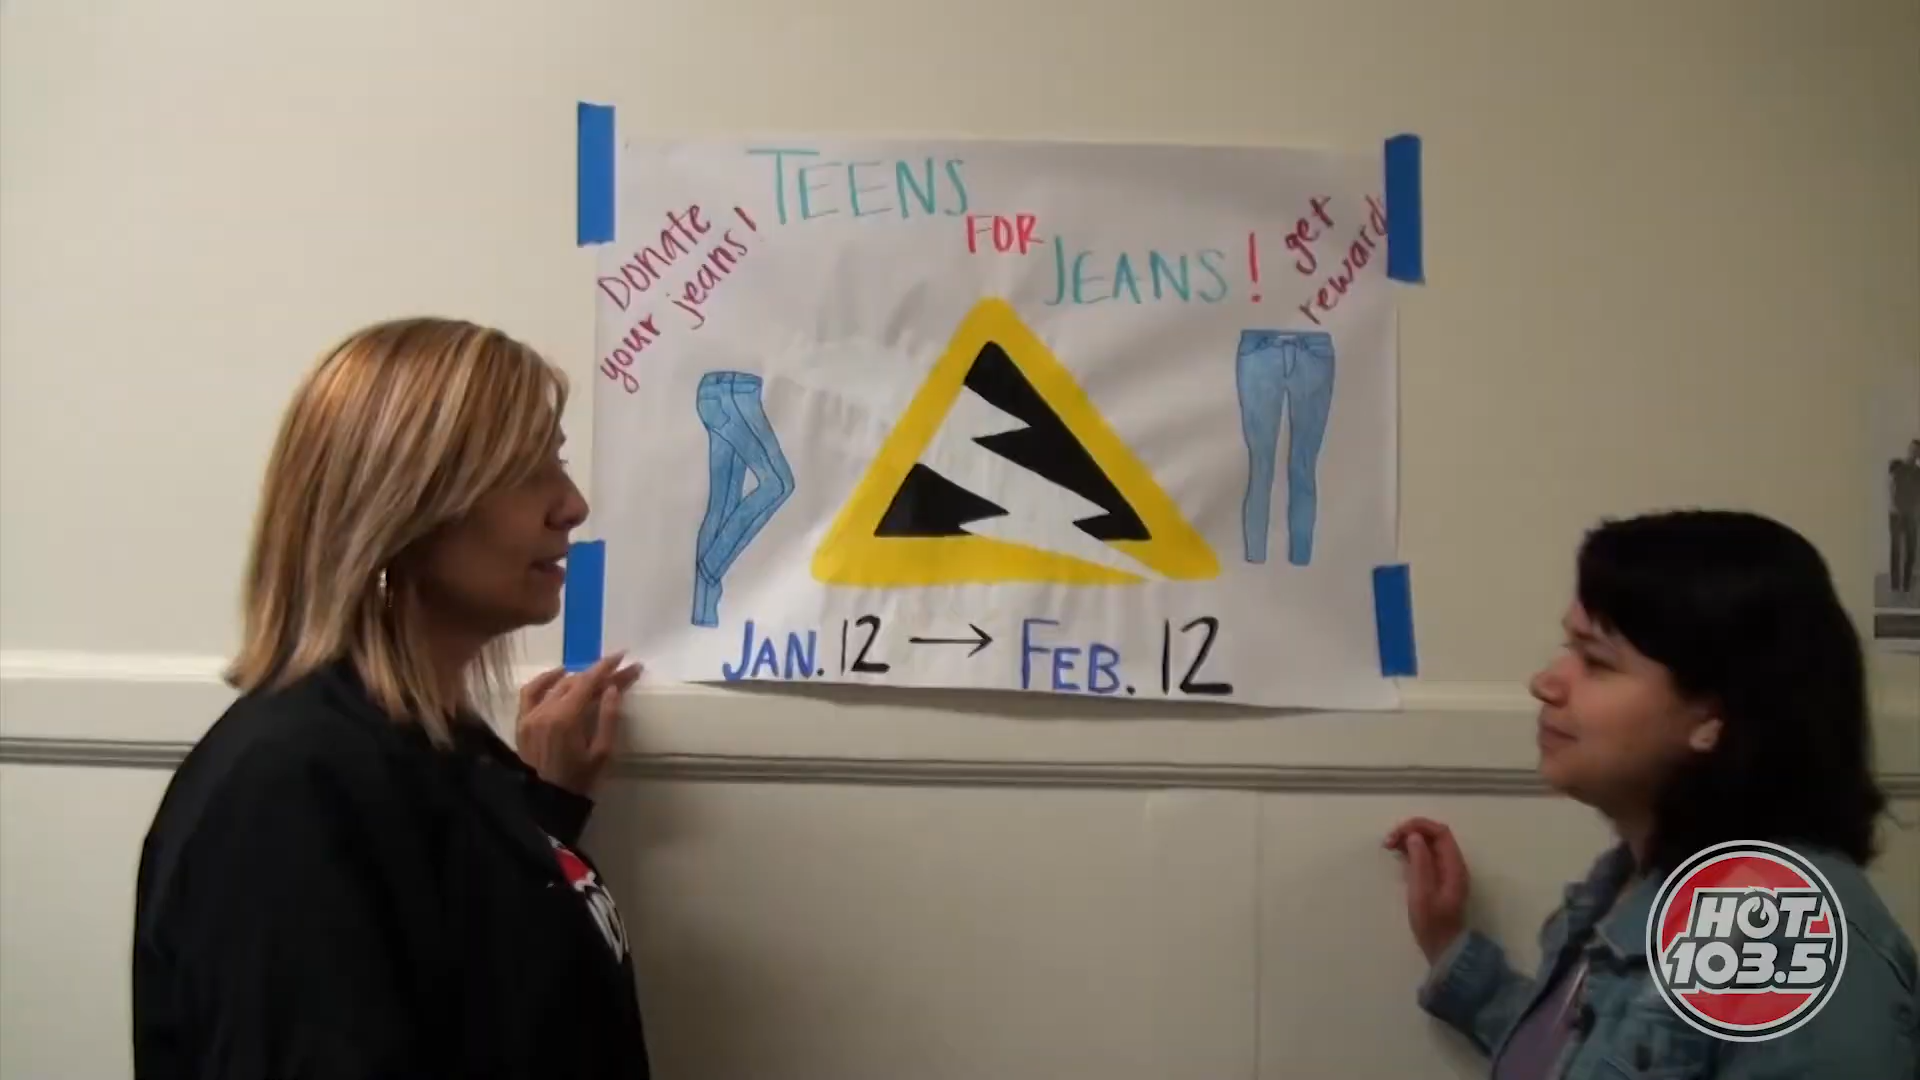 TEENS
FOR
JEANS!
Donate
your jeans!
get
reward
JAN. 12 → FEB. 12
HOT
103.5